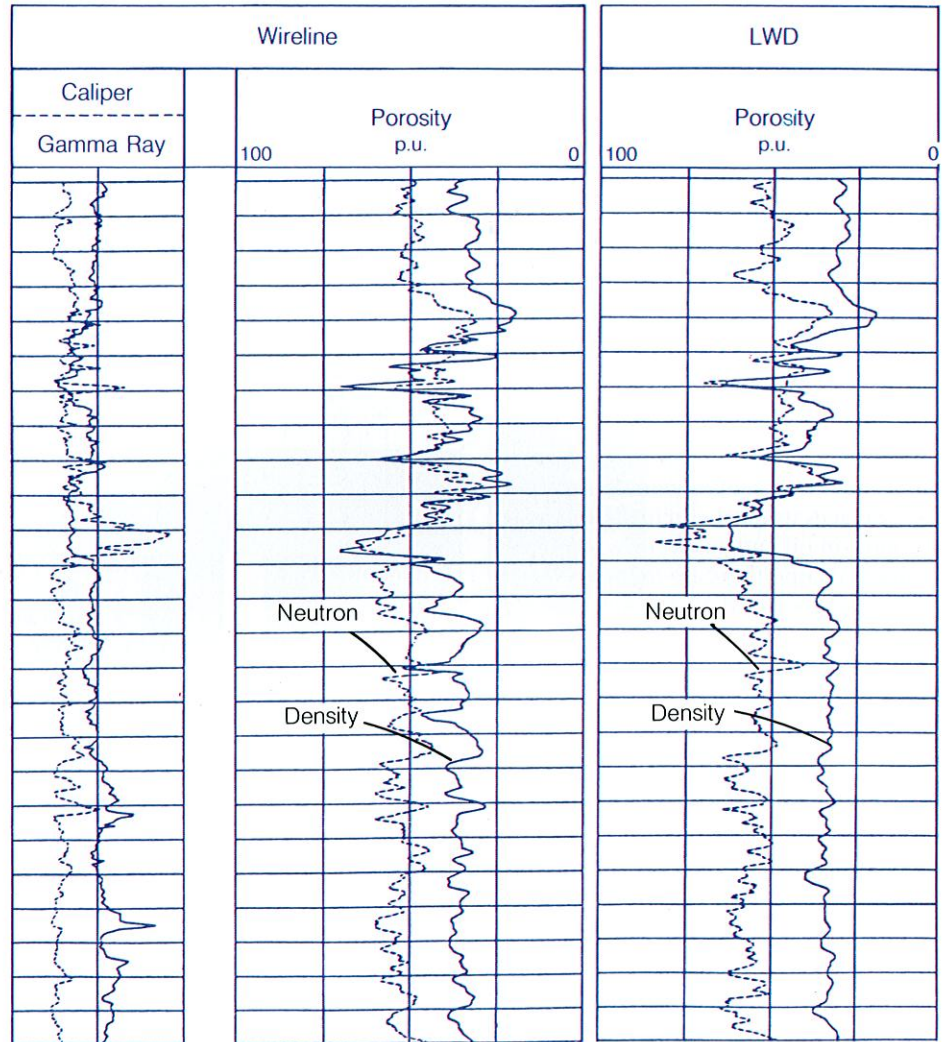 Wireline
LWD
Caliper
Gamma Ray
Porosity
p.u.
100
0
Porosity
p.u.
100
0
Neutron
Density
Neutron
Density